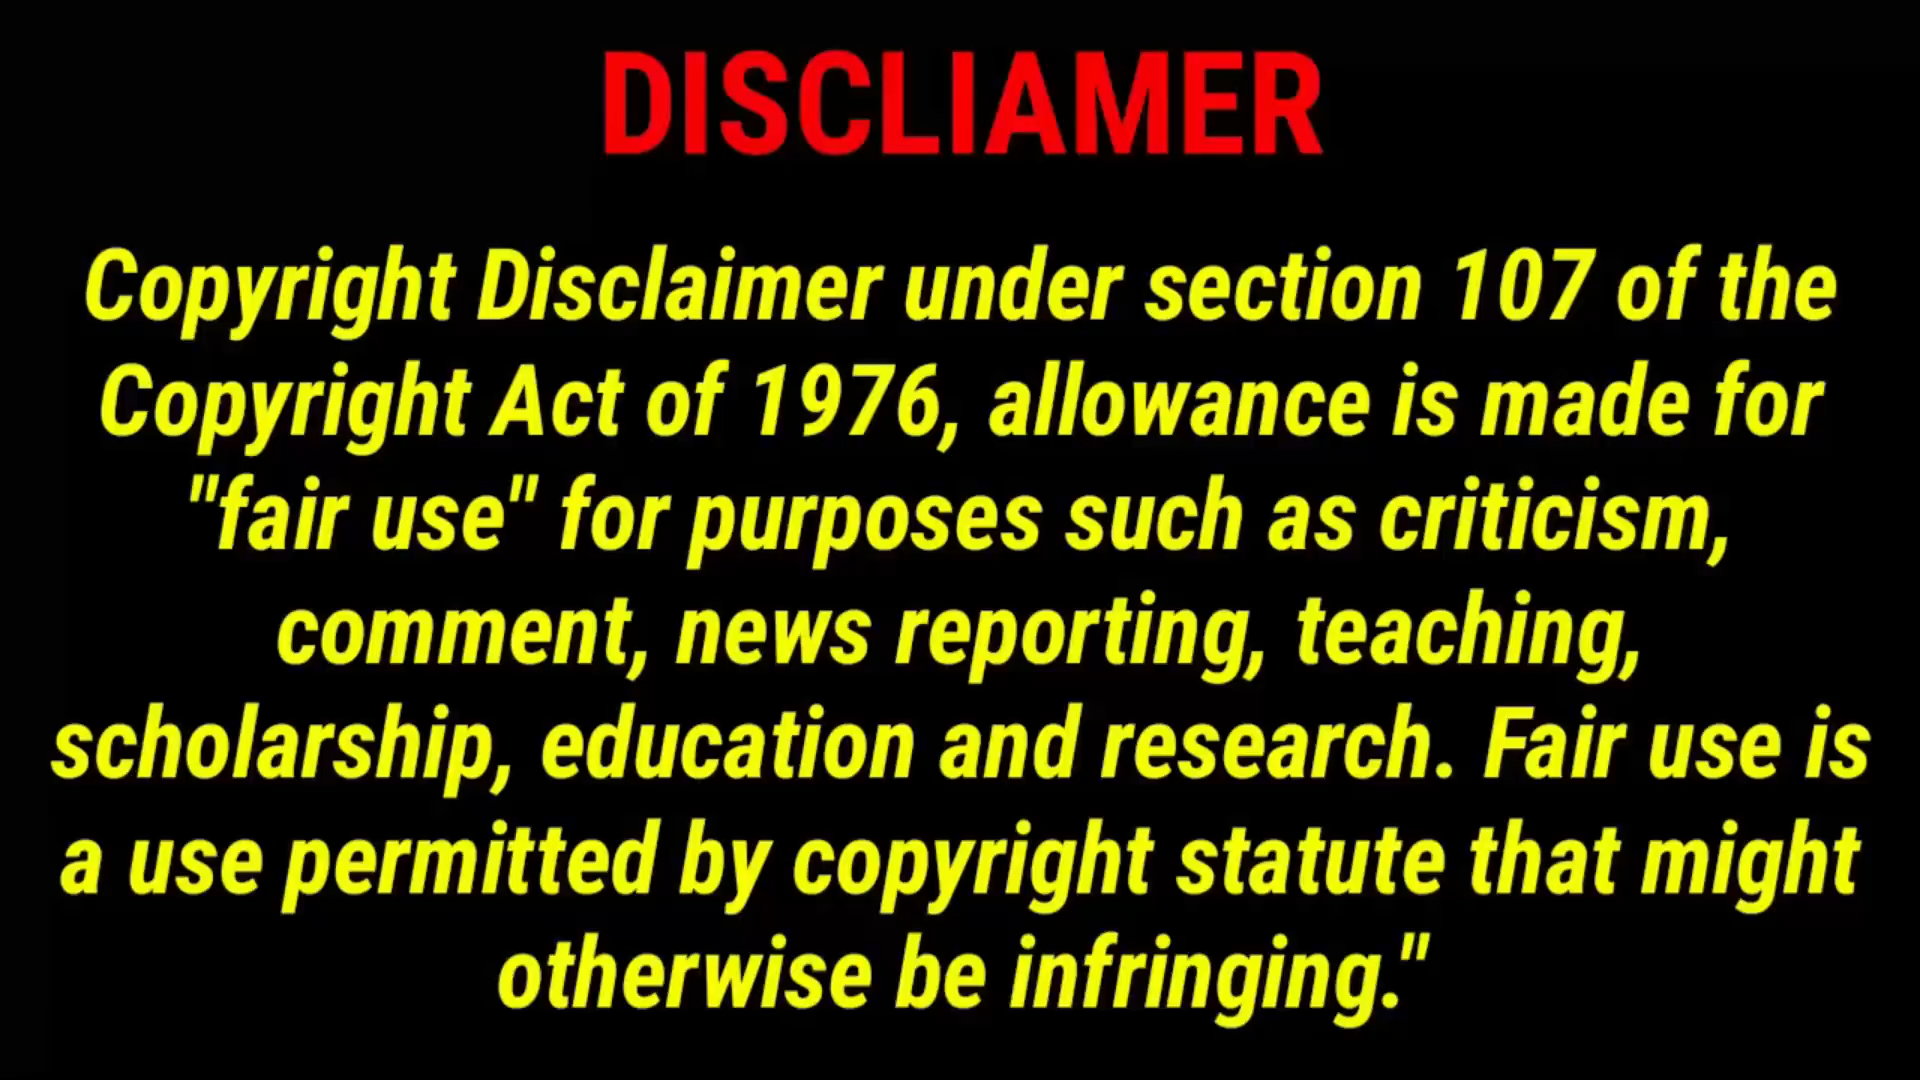 DISCLIAMER
Copyright Disclaimer under section 107 of the
Copyright Act of 1976, allowance is made for
"fair use" for purposes such as criticism,
comment, news reporting, teaching,
scholarship, education and research. Fair use is
a use permitted by copyright statute that might
otherwise be infringing."